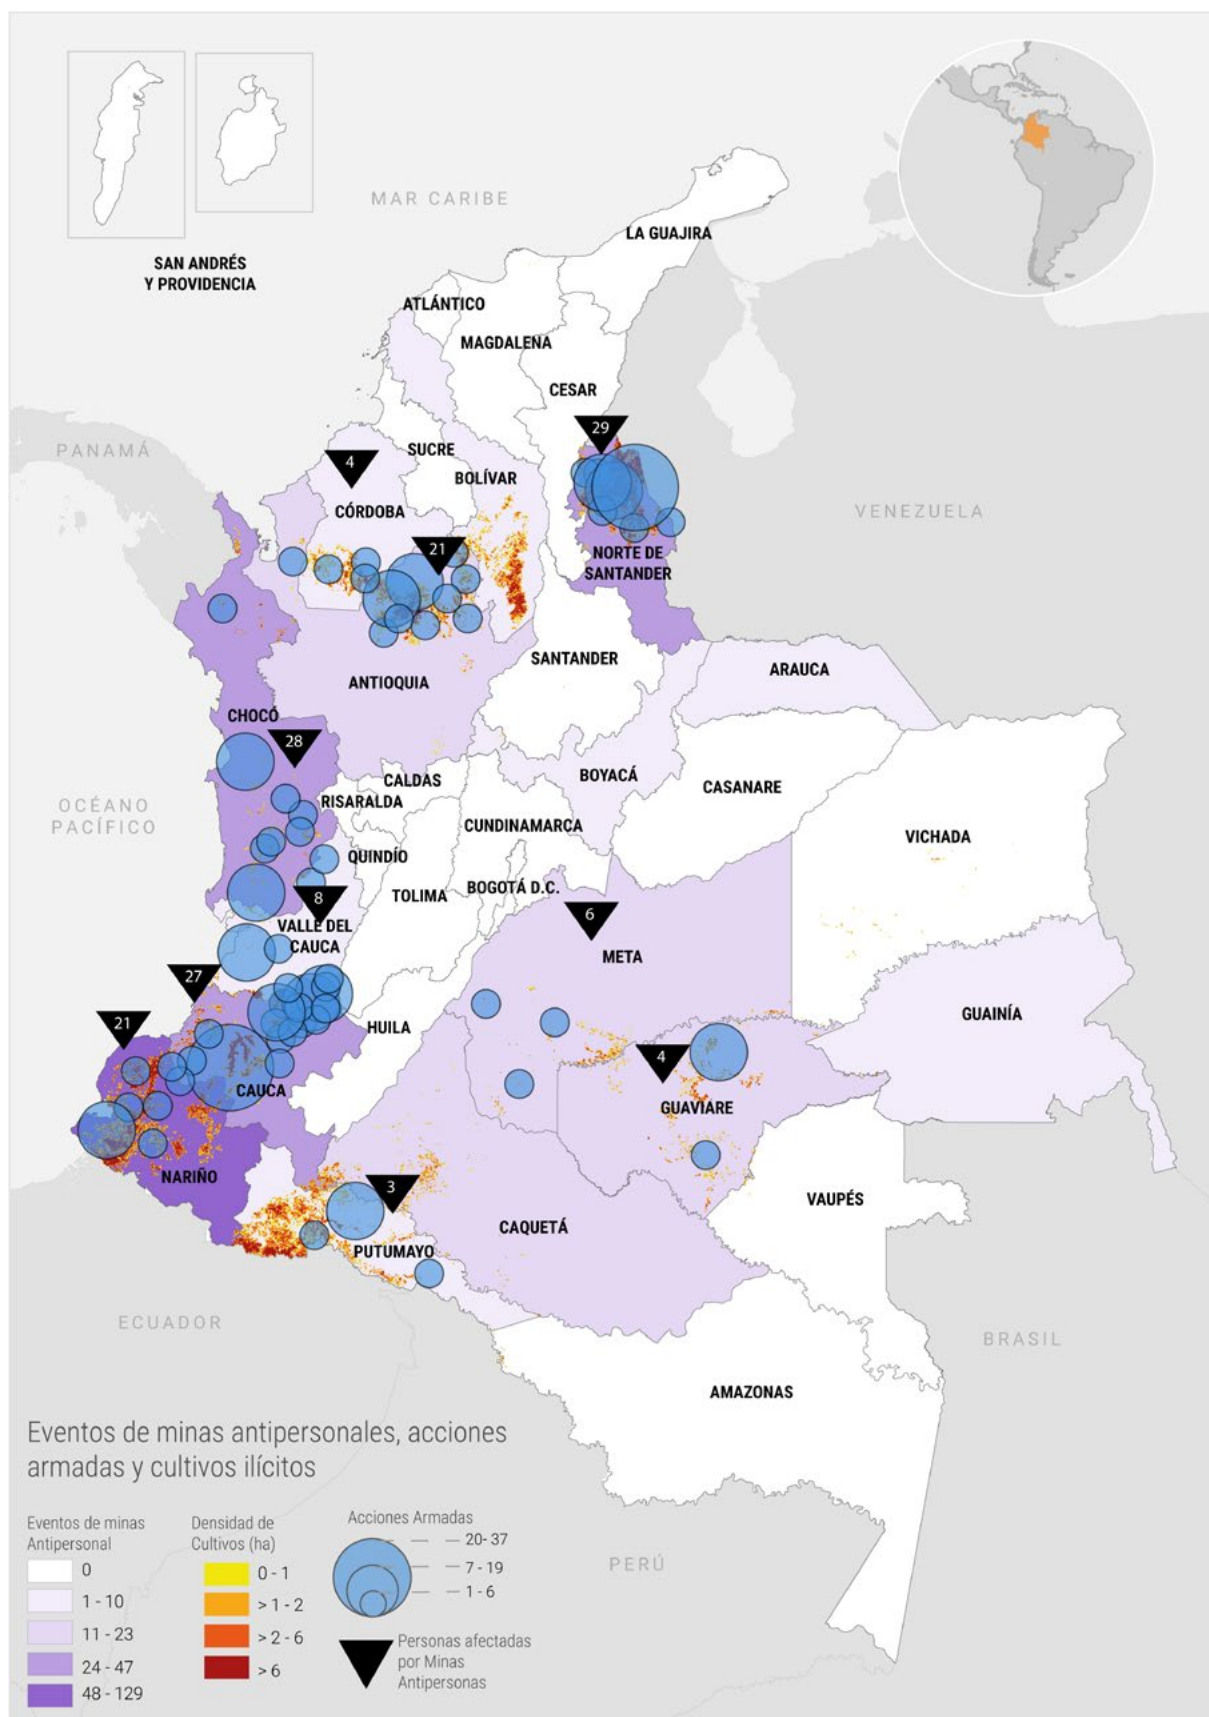 MAR CARIBE
LA GUAJIRA
SAN ANDRÉS
Y PROVIDENCIA
ATLÁNTICO
MAGDALENA
CESAR
PANAMÁ
29
SUCRE
4
BOLÍVAR
CÓRDOBA
VENEZUELA
21
NORTE DE
SANTANDER
SANTANDER
ARAUCA
ANTIOQUIA
CHOCÓ
28
BOYACÁ
CALDAS
CASANARE
RISARALDA
OCÉANO
PACÍFICO
CUNDINAMARCA
VICHADA
QUINDÍO
BOGOTÁ D.C.
TOLIMA
8
6
VALLE DEL
CAUCA
META
27
GUAINÍA
21
HUILA
4
CAUCA
GUAVIARE
NARIÑO
3
VAUPÉS
CAQUETÁ
PUTUMAYO
ECUADOR
BRASIL
AMAZONAS
Eventos de minas antipersonales, acciones
armadas y cultivos ilícitos
Eventos de minas
Antipersonal
0
1 - 10
11 - 23
24 - 47
48 - 129
Densidad de
Cultivos (ha)
0 - 1
> 1 - 2
> 2 - 6
> 6
Acciones Armadas
20- 37
7 - 19
1 - 6
Personas afectadas
por Minas
Antipersonas
PERÚ